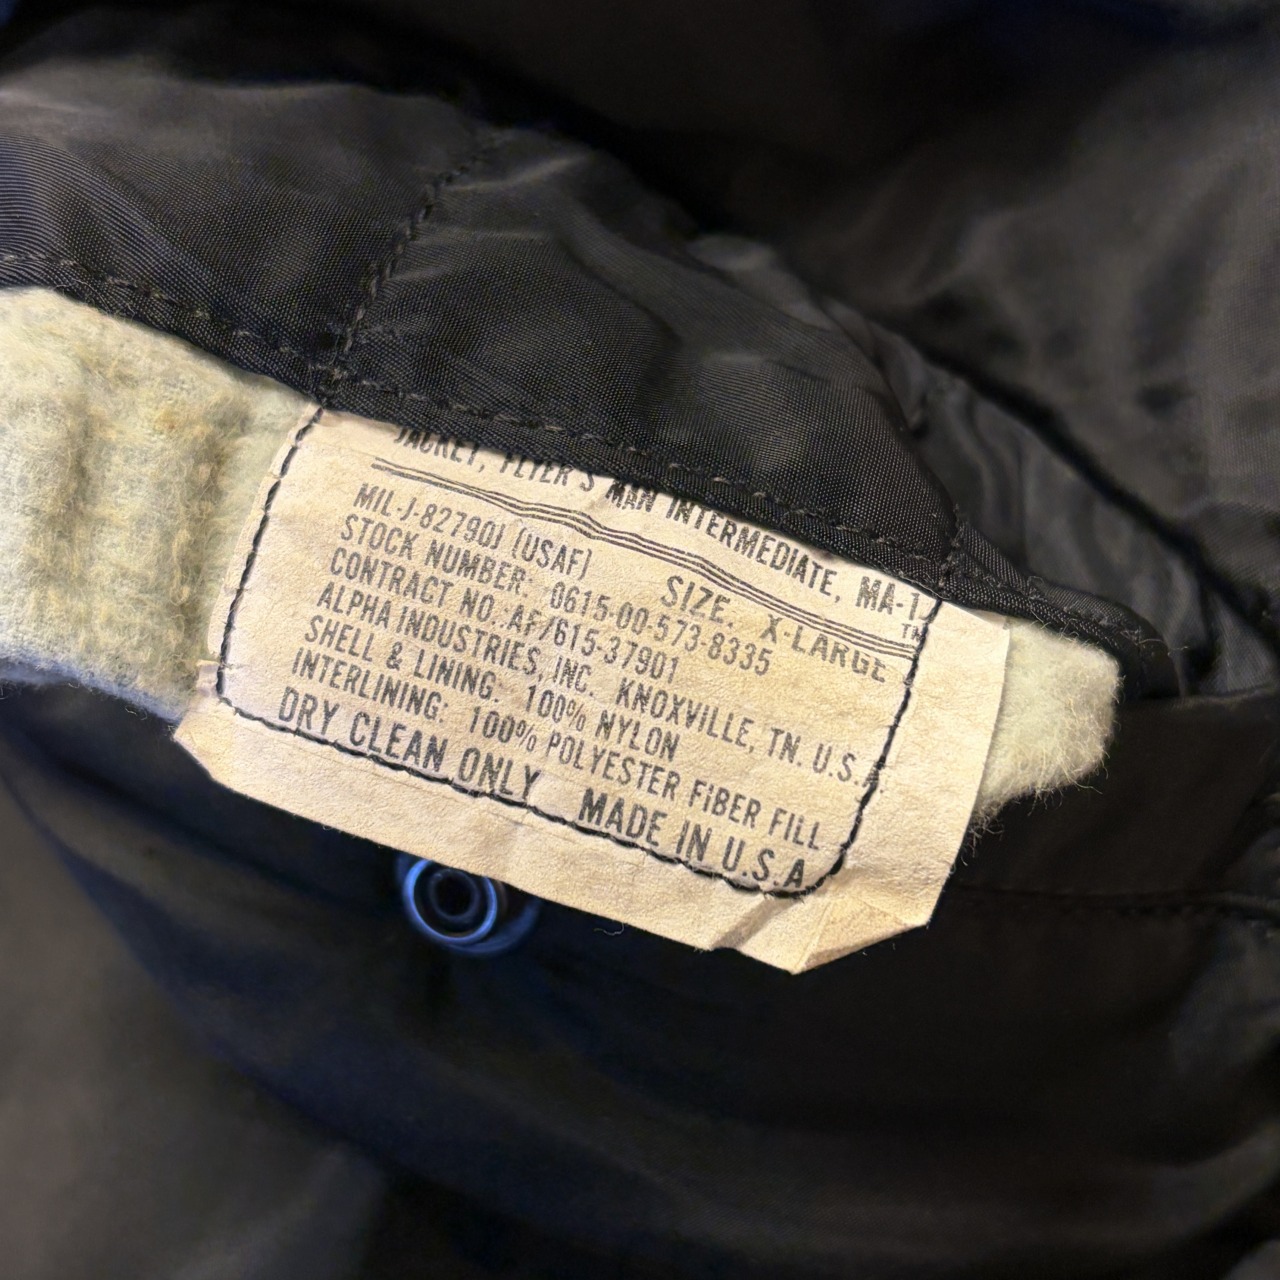 JACKET, FLYER'S MAN INTERMEDIATE, MA-1
TM
SIZE. X-LARGE
MIL-J-82790J (USAF)
STOCK NUMBER: 0615-00-573-8335
CONTRACT NO.:AF/615-37901
ALPHA INDUSTRIES, INC. KNOXVILLE, TN. U.S.A.
SHELL & LINING. 100% NYLON
INTERLINING: 100% POLYESTER FIBER FILL
DRY CLEAN ONLY MADE IN U.S.A.